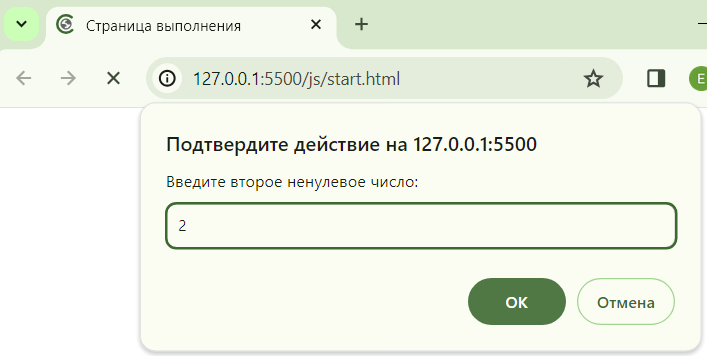 Страница выполнения
127.0.0.1:5500/js/start.html
E
Подтвердите действие на 127.0.0.1:5500
Введите второе ненулевое число:
2
ОК Отмена